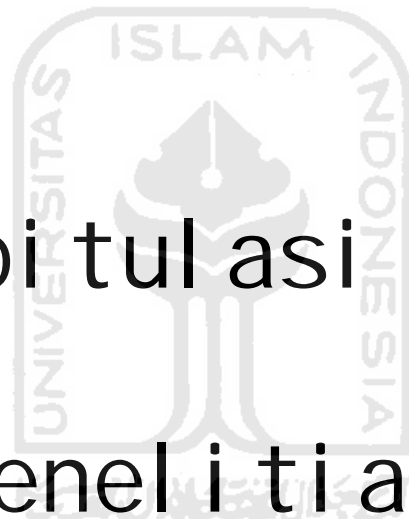 ISLAM
UNIVERSITAS
INDONESIA
pitulasi
enelitia